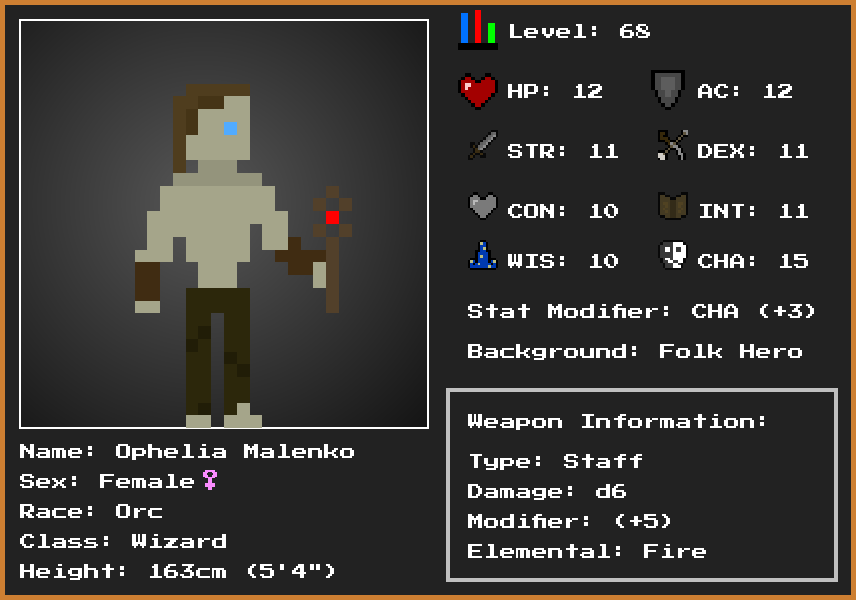 Level: 68
HP: 12 AC: 12
STR: 11 DEX: 11
CON: 10 INT: 11
WIS: 10 CHA: 15
Stat Modifier: CHA (+3)
Background: Folk Hero
Weapon Information:
Type: Staff
Damage: d6
Modifier: (+5)
Elemental: Fire
Name: Ophelia Malenko
Sex: Female♀
Race: Orc
Class: Wizard
Height: 163cm (5'4")